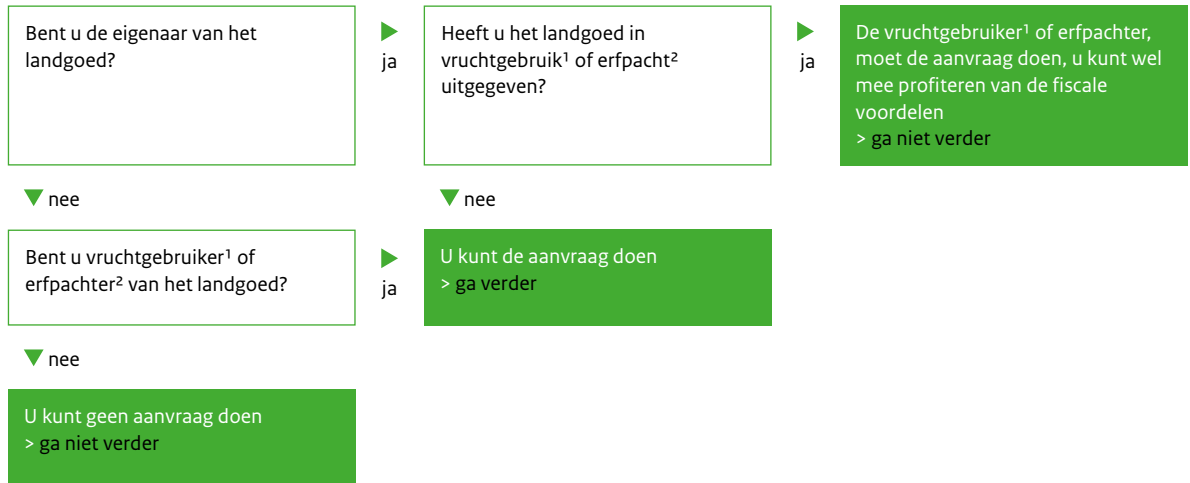 Bent u de eigenaar van het
landgoed?
ja
Heeft u het landgoed in
vruchtgebruik¹ of erfpacht²
uitgegeven?
ja
De vruchtgebruiker¹ of erfpachter,
moet de aanvraag doen, u kunt wel
mee profiteren van de fiscale
voordelen
> ga niet verder
nee
nee
Bent u vruchtgebruiker¹ of
erfpachter² van het landgoed?
ja
U kunt de aanvraag doen
> ga verder
nee
U kunt geen aanvraag doen
> ga niet verder